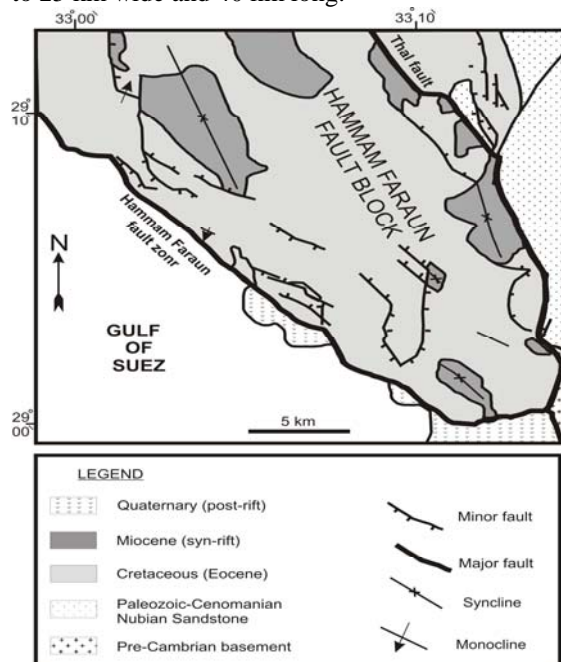 to 25 km wide and 40 km long.
33°00' 33°10'
Thal fault
29°
10'
HAMMAM FARAUN
FAULT BLOCK
Hammam Faraun
fault zonr
N
GULF
OF
SUEZ
5 km
29°
00'
LEGEND
Quaternary (post-rift)
Miocene (syn-rift)
Cretaceous (Eocene)
Paleozoic-Cenomanian
Nubian Sandstone
Pre-Cambrian basement
Minor fault
Major fault
Syncline
Monocline